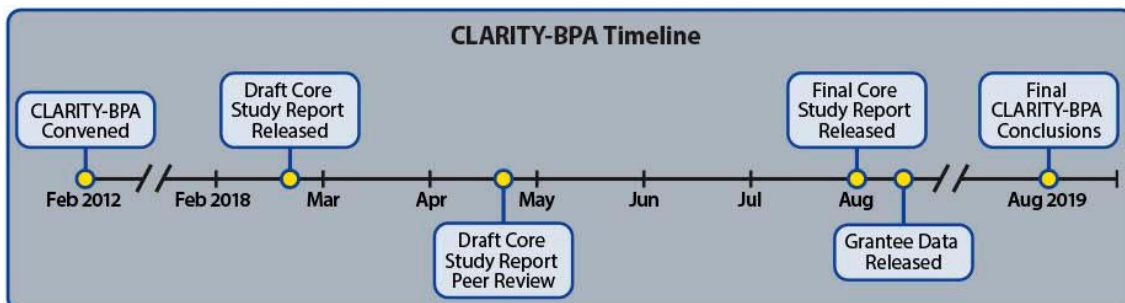 CLARITY-BPA Timeline
CLARITY-BPA
Convened
Draft Core
Study Report
Released
Final Core
Study Report
Released
Final
CLARITY-BPA
Conclusions
Feb 2012
Feb 2018
Mar
Apr
May
Jun
Jul
Aug
Aug 2019
Draft Core
Study Report
Peer Review
Grantee Data
Released